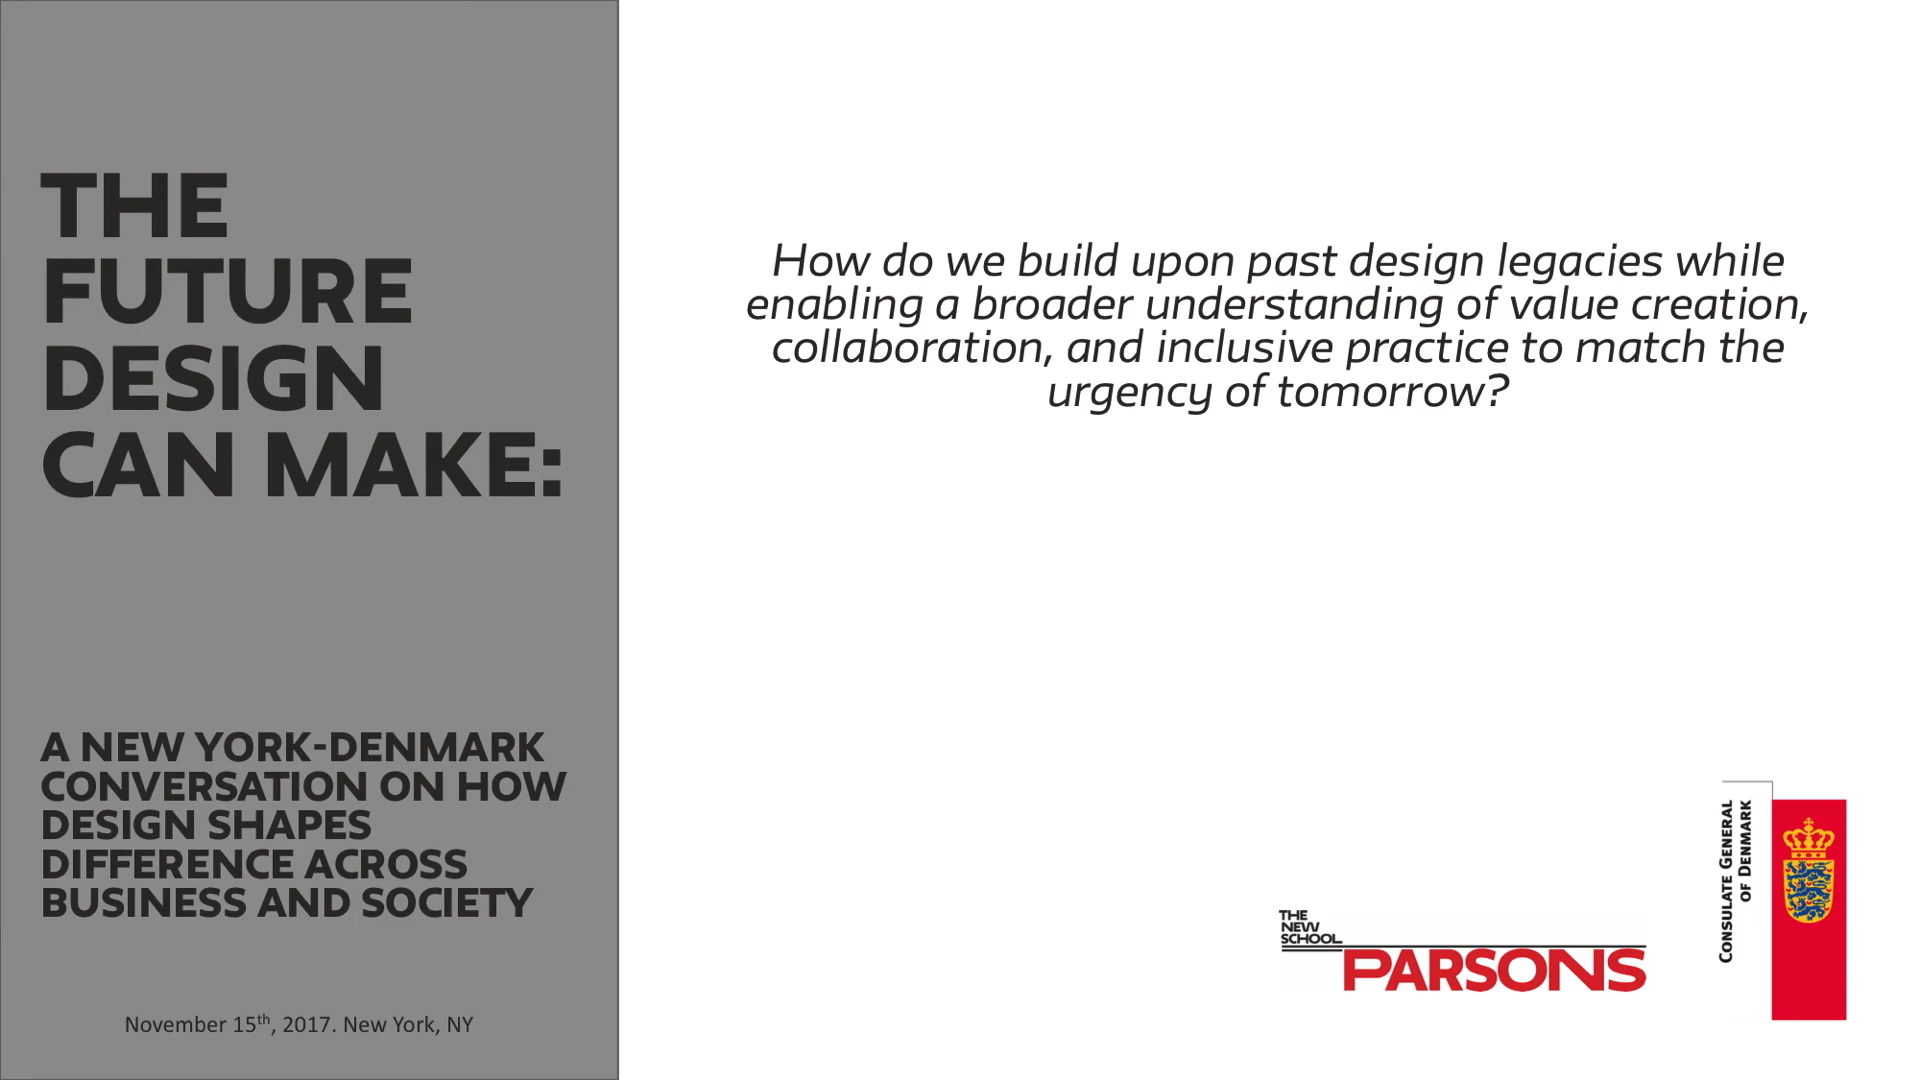 THE
FUTURE
DESIGN
CAN MAKE:
A NEW YORK-DENMARK
CONVERSATION ON HOW
DESIGN SHAPES
DIFFERENCE ACROSS
BUSINESS AND SOCIETY
November 15th, 2017. New York, NY
How do we build upon past design legacies while
enabling a broader understanding of value creation,
collaboration, and inclusive practice to match the
urgency of tomorrow?
THE
NEW
SCHOOL
PARSONS
CONSULATE GENERAL
OF DENMARK